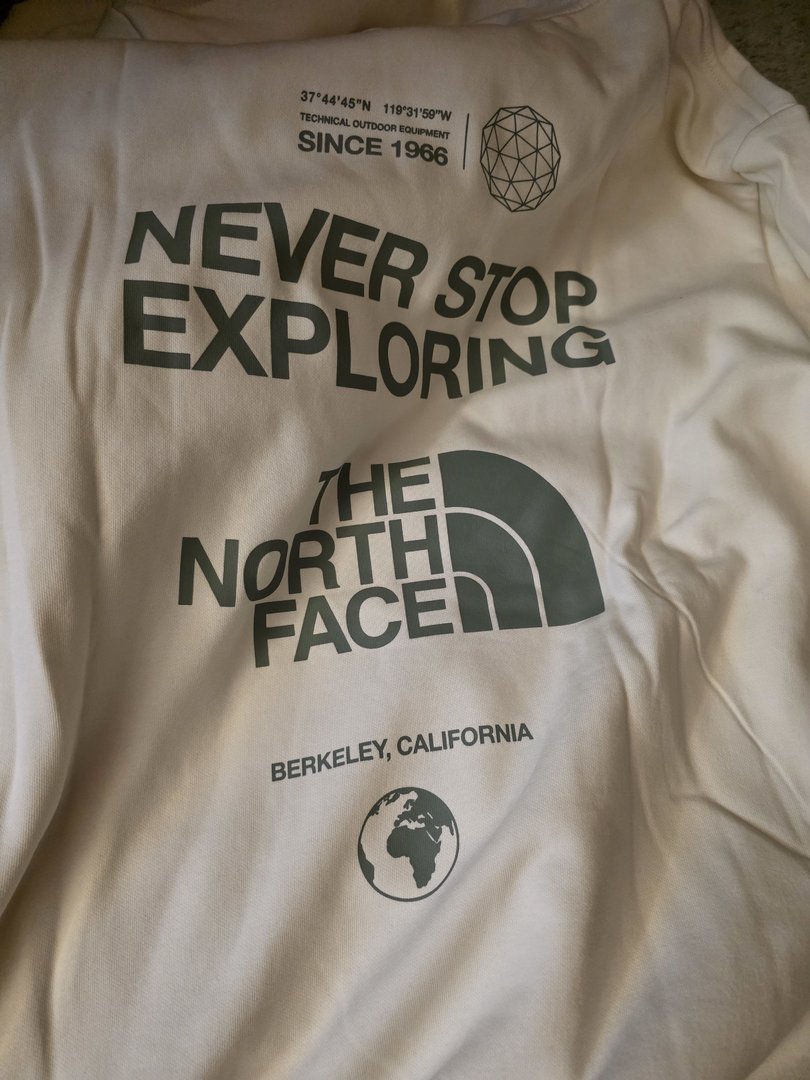 37°44'45"N 119°31'59"W
TECHNICAL OUTDOOR EQUIPMENT
SINCE 1966
NEVER STOP
EXPLORING
THE
NORTH
FACE
BERKELEY, CALIFORNIA